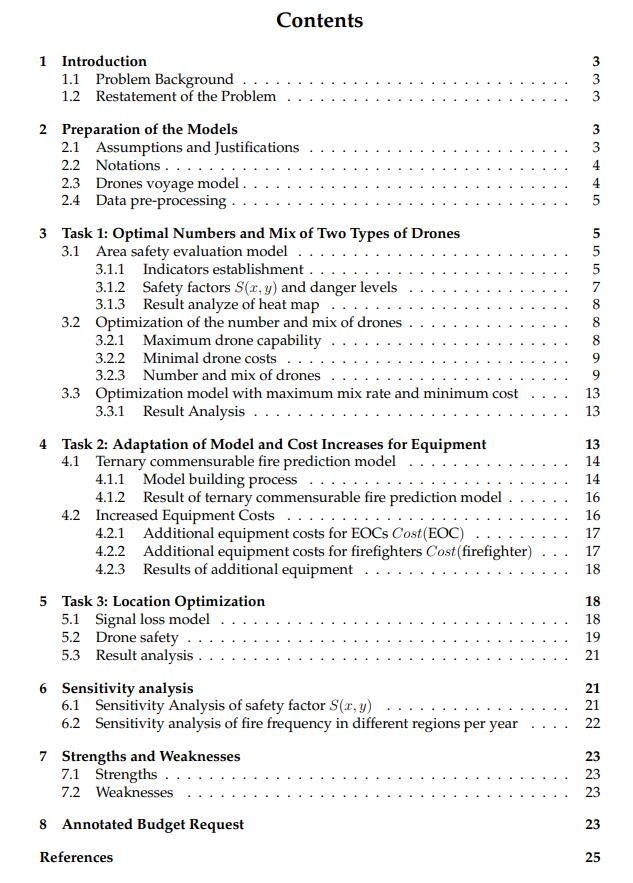 Contents
1 Introduction 3
1.1 Problem Background . . . . . . . . . . . . . . . . . . . . . . . . . . . . . . 3
1.2 Restatement of the Problem . . . . . . . . . . . . . . . . . . . . . . . . . . 3
2 Preparation of the Models 3
2.1 Assumptions and Justifications . . . . . . . . . . . . . . . . . . . . . . . . 3
2.2 Notations . . . . . . . . . . . . . . . . . . . . . . . . . . . . . . . . . . . 4
2.3 Drones voyage model . . . . . . . . . . . . . . . . . . . . . . . . . . . . . . 4
2.4 Data pre-processing . . . . . . . . . . . . . . . . . . . . . . . . . . . . . . 5
3 Task 1: Optimal Numbers and Mix of Two Types of Drones 5
3.1 Area safety evaluation model . . . . . . . . . . . . . . . . . . . . . . . . . 5
3.1.1 Indicators establishment . . . . . . . . . . . . . . . . . . . . . . . . 5
3.1.2 Safety factors S(x, y) and danger levels . . . . . . . . . . . . . . . . 7
3.1.3 Result analyze of heat map . . . . . . . . . . . . . . . . . . . . . . 8
3.2 Optimization of the number and mix of drones . . . . . . . . . . . . . . . . 8
3.2.1 Maximum drone capability . . . . . . . . . . . . . . . . . . . . . . 8
3.2.2 Minimal drone costs . . . . . . . . . . . . . . . . . . . . . . . . . 9
3.2.3 Number and mix of drones . . . . . . . . . . . . . . . . . . . . . . 9
3.3 Optimization model with maximum mix rate and minimum cost . . . . 13
3.3.1 Result Analysis . . . . . . . . . . . . . . . . . . . . . . . . . . . 13
4 Task 2: Adaptation of Model and Cost Increases for Equipment 13
4.1 Ternary commensurable fire prediction model . . . . . . . . . . . . . . . 14
4.1.1 Model building process . . . . . . . . . . . . . . . . . . . . . . . . 14
4.1.2 Result of ternary commensurable fire prediction model . . . . . . 16
4.2 Increased Equipment Costs . . . . . . . . . . . . . . . . . . . . . . . . . . 16
4.2.1 Additional equipment costs for EOCs Cost(EOC) . . . . . . . . . 17
4.2.2 Additional equipment costs for firefighters Cost(firefighter) . . . 17
4.2.3 Results of additional equipment . . . . . . . . . . . . . . . . . . . 18
5 Task 3: Location Optimization 18
5.1 Signal loss model . . . . . . . . . . . . . . . . . . . . . . . . . . . . . . . 18
5.2 Drone safety . . . . . . . . . . . . . . . . . . . . . . . . . . . . . . . . . 19
5.3 Result analysis . . . . . . . . . . . . . . . . . . . . . . . . . . . . . . . . 21
6 Sensitivity analysis 21
6.1 Sensitivity Analysis of safety factor S(x, y) . . . . . . . . . . . . . . . . . 21
6.2 Sensitivity analysis of fire frequency in different regions per year . . . . 22
7 Strengths and Weaknesses 23
7.1 Strengths . . . . . . . . . . . . . . . . . . . . . . . . . . . . . . . . . . . 23
7.2 Weaknesses . . . . . . . . . . . . . . . . . . . . . . . . . . . . . . . . . . 23
8 Annotated Budget Request 23
References 25